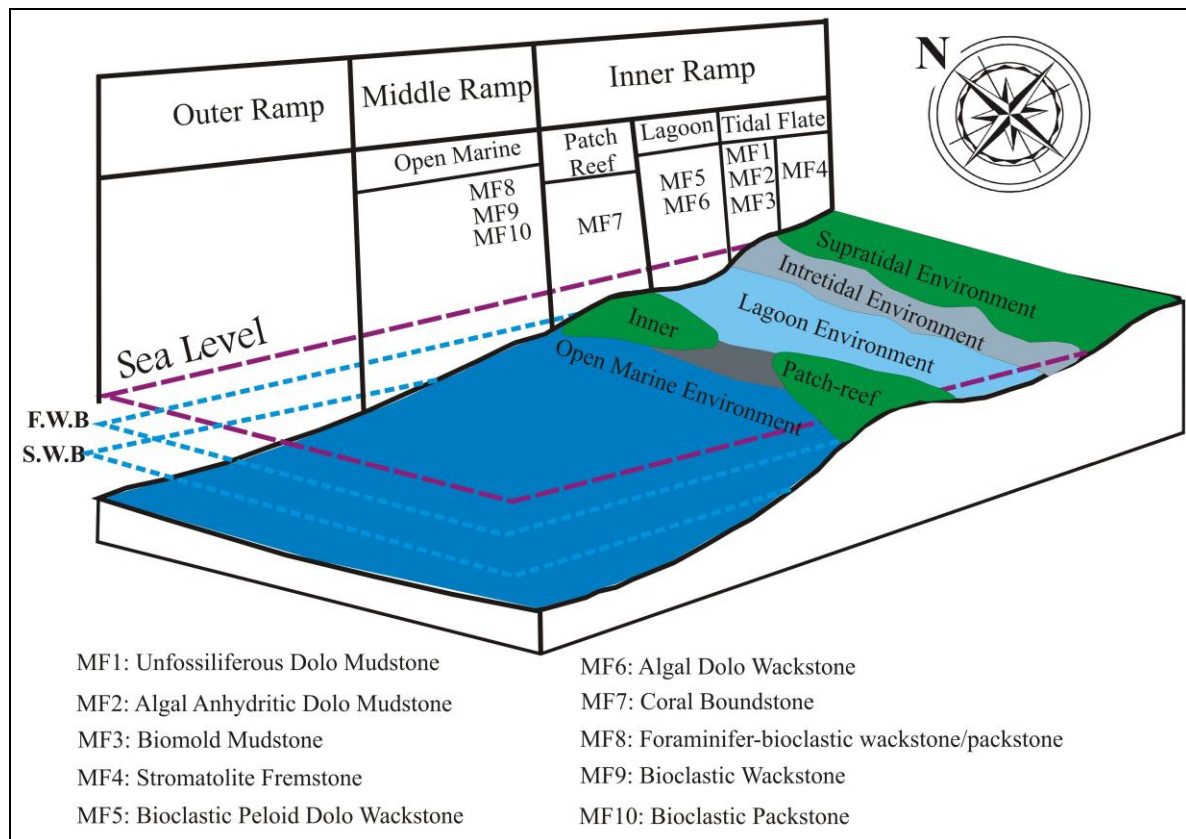 N
Outer Ramp
Middle Ramp
Inner Ramp
Open Marine
Patch
Reef
Lagoon
Tidal Flate
MF8
MF9
MF10
MF7
MF5
MF6
MF1
MF2
MF3
MF4
Sea Level
F.W.B
S.W.B
Supratidal Environment
Intretidal Environment
Lagoon Environment
Inner
Patch-reef
Open Marine Environment
MF1: Unfossiliferous Dolo Mudstone
MF2: Algal Anhydritic Dolo Mudstone
MF3: Biomold Mudstone
MF4: Stromatolite Fremstone
MF5: Bioclastic Peloid Dolo Wackstone
MF6: Algal Dolo Wackstone
MF7: Coral Boundstone
MF8: Foraminifer-bioclastic wackstone/packstone
MF9: Bioclastic Wackstone
MF10: Bioclastic Packstone